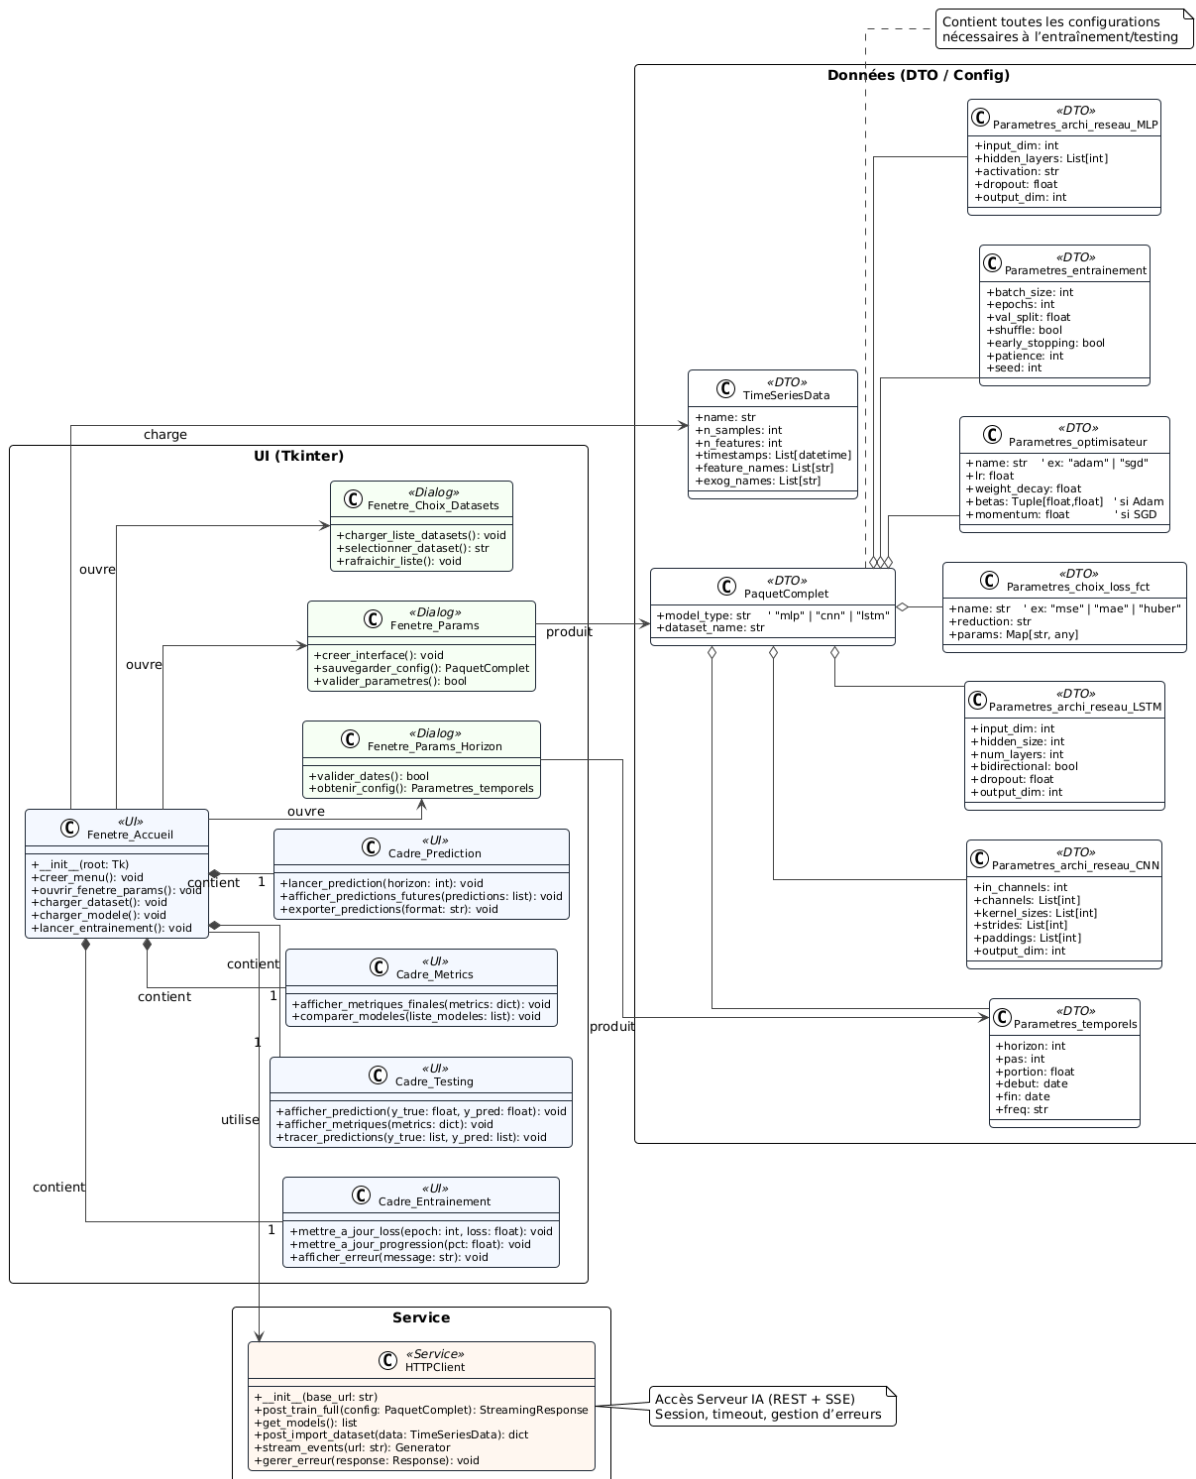 Contient toutes les configurations
nécessaires à l’entraînement/testing
Données (DTO / Config)
C
«DTO»
Parametres_archi_reseau_MLP
+input_dim: int
+hidden_layers: List[int]
+activation: str
+dropout: float
+output_dim: int
C
«DTO»
Parametres_entrainement
+batch_size: int
+epochs: int
+val_split: float
+shuffle: bool
+early_stopping: bool
+patience: int
+seed: int
C
«DTO»
TimeSeriesData
+name: str
+n_samples: int
+n_features: int
+timestamps: List[datetime]
+feature_names: List[str]
+exog_names: List[str]
C
«DTO»
Parametres_optimisateur
+name: str ' ex: "adam" | "sgd"
+lr: float
+weight_decay: float
+betas: Tuple[float,float] ' si Adam
+momentum: float ' si SGD
C
«DTO»
PaquetComplet
+model_type: str ' "mlp" | "cnn" | "lstm"
+dataset_name: str
C
«DTO»
Parametres_choix_loss_fct
+name: str ' ex: "mse" | "mae" | "huber"
+reduction: str
+params: Map[str, any]
C
«DTO»
Parametres_archi_reseau_LSTM
+input_dim: int
+hidden_size: int
+num_layers: int
+bidirectional: bool
+dropout: float
+output_dim: int
C
«DTO»
Parametres_archi_reseau_CNN
+in_channels: int
+channels: List[int]
+kernel_sizes: List[int]
+strides: List[int]
+paddings: List[int]
+output_dim: int
C
«DTO»
Parametres_temporels
+horizon: int
+pas: int
+portion: float
+debut: date
+fin: date
+freq: str
charge
UI (Tkinter)
C
«Dialog»
Fenetre_Choix_Datasets
+charger_liste_datasets(): void
+selectionner_dataset(): str
+rafraichir_liste(): void
ouvre
C
«Dialog»
Fenetre_Params
+creer_interface(): void
+sauvegarder_config(): PaquetComplet
+valider_parametres(): bool
produit
ouvre
C
«Dialog»
Fenetre_Params_Horizon
+valider_dates(): bool
+obtenir_config(): Parametres_temporels
ouvre
C
«UI»
Fenetre_Accueil
+__init__(root: Tk)
+creer_menu(): void
+ouvrir_fenetre_params(): void
+charger_dataset(): void
+charger_modele(): void
+lancer_entrainement(): void
contient
1
C
«UI»
Cadre_Prediction
+lancer_prediction(horizon: int): void
+afficher_predictions_futures(predictions: list): void
+exporter_predictions(format: str): void
contient
contient
1
C
«UI»
Cadre_Metrics
+afficher_metriques_finales(metrics: dict): void
+comparer_modeles(liste_modeles: list): void
produit
1
C
«UI»
Cadre_Testing
+afficher_prediction(y_true: float, y_pred: float): void
+afficher_metriques(metrics: dict): void
+tracer_predictions(y_true: list, y_pred: list): void
utilise
contient
1
C
«UI»
Cadre_Entrainement
+mettre_a_jour_loss(epoch: int, loss: float): void
+mettre_a_jour_progression(pct: float): void
+afficher_erreur(message: str): void
Service
C
«Service»
HTTPClient
+__init__(base_url: str)
+post_train_full(config: PaquetComplet): StreamingResponse
+get_models(): list
+post_import_dataset(data: TimeSeriesData): dict
+stream_events(url: str): Generator
+gerer_erreur(response: Response): void
Accès Serveur IA (REST + SSE)
Session, timeout, gestion d’erreurs